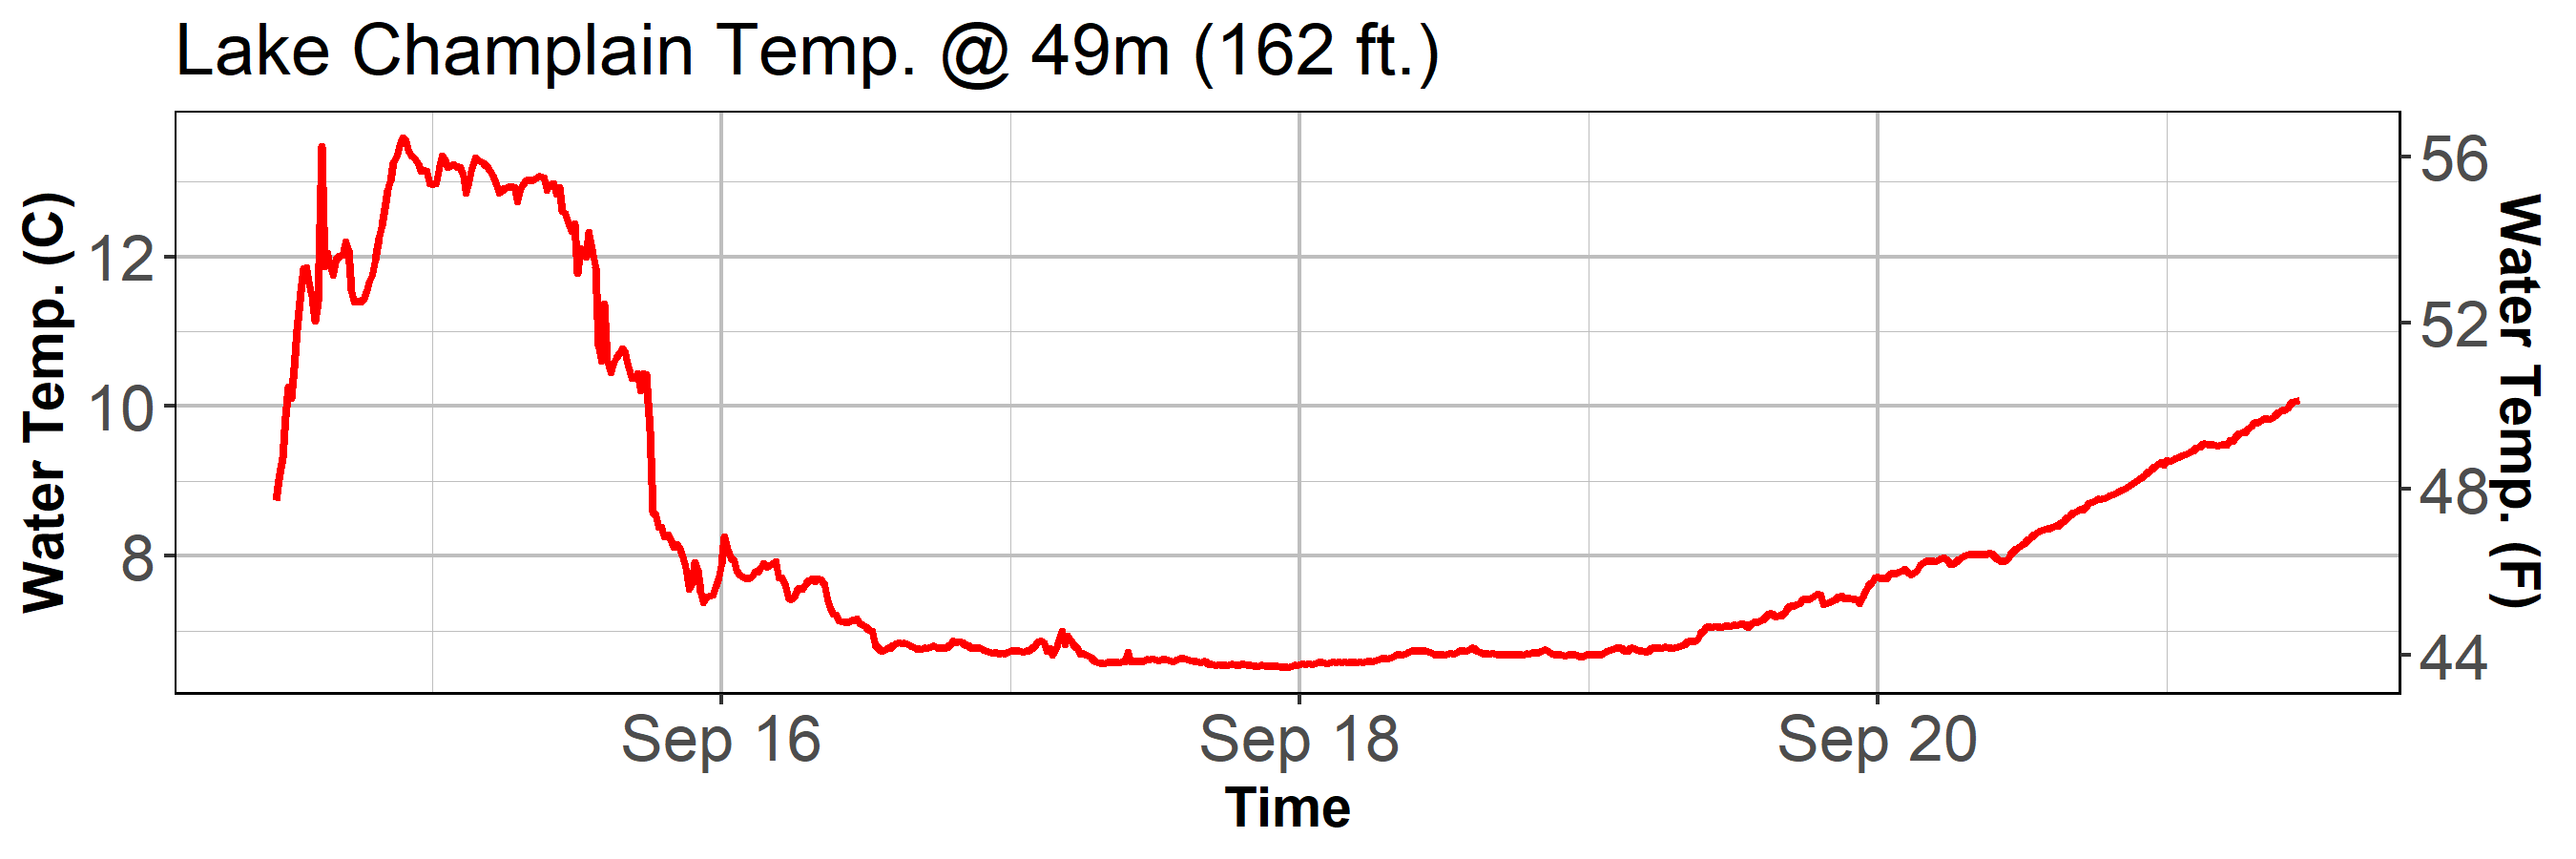 Lake Champlain Temp. @ 49m (162 ft.)
Water Temp. (C)
12
10
8
56
52
48
44
Water Temp. (F)
Sep 16
Sep 18
Sep 20
Time